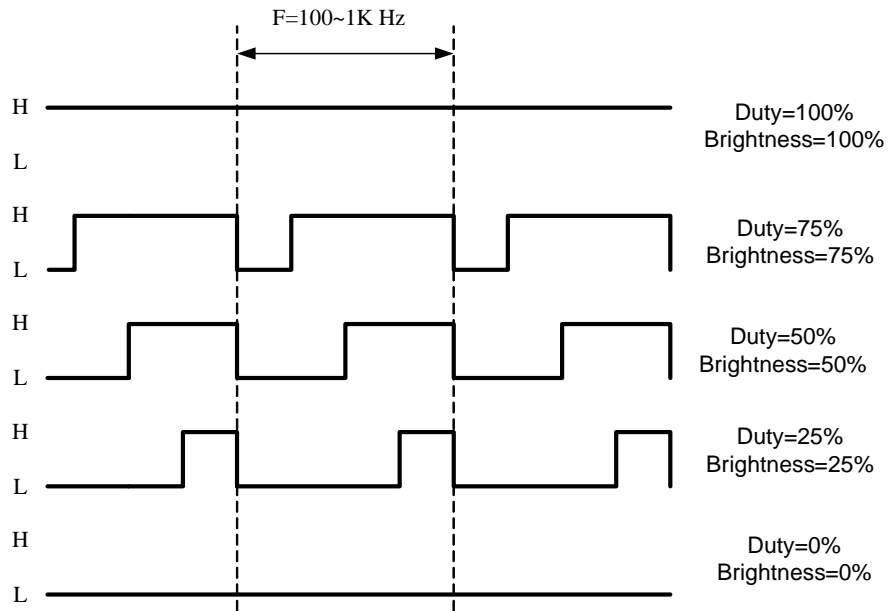 F=100~1K Hz
H
L
Duty=100%
Brightness=100%
H
L
Duty=75%
Brightness=75%
H
L
Duty=50%
Brightness=50%
H
L
Duty=25%
Brightness=25%
H
L
Duty=0%
Brightness=0%